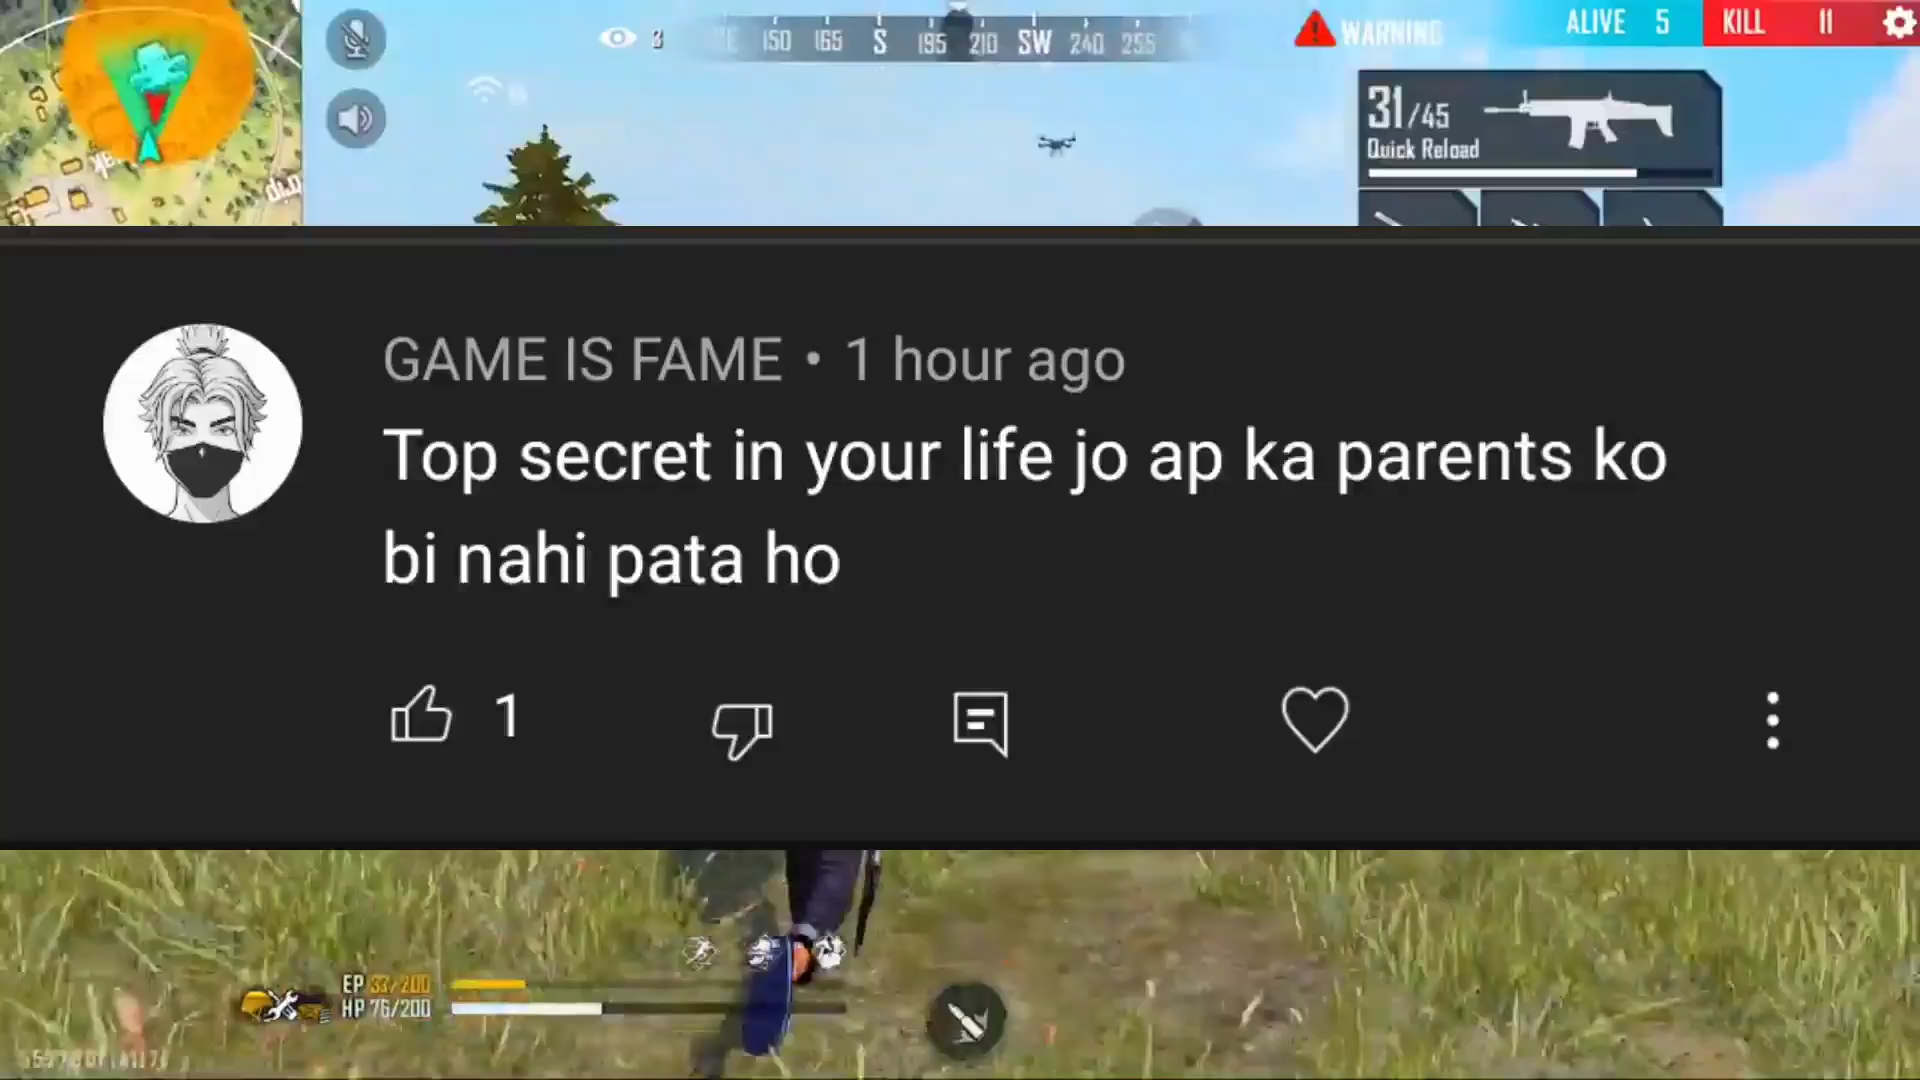 3
150 165 S 195 210 SW 240 255
WARNING
ALIVE 5 KILL 11
31/45
Quick Reload
GAME IS FAME • 1 hour ago
Top secret in your life jo ap ka parents ko
bi nahi pata ho
1
EP 33/200
HP 76/200